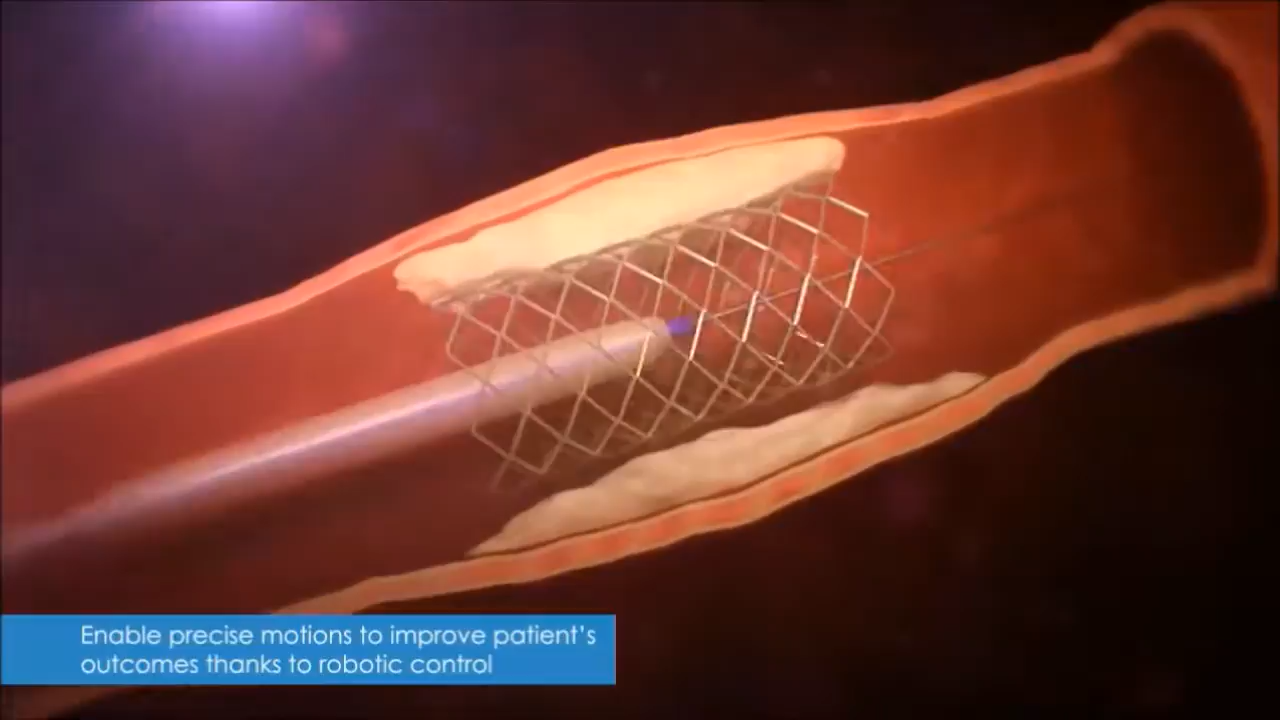 Enable precise motions to improve patient's
outcomes thanks to robotic control